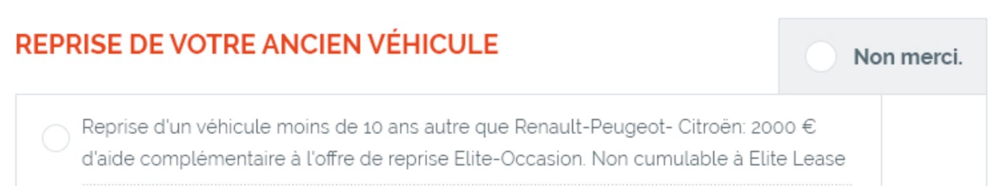 REPRISE DE VOTRE ANCIEN VÉHICULE
Non merci.
Reprise d'un véhicule moins de 10 ans autre que Renault-Peugeot- Citroën: 2000 €
d'aide complémentaire à l'offre de reprise Elite-Occasion. Non cumulable à Elite Lease